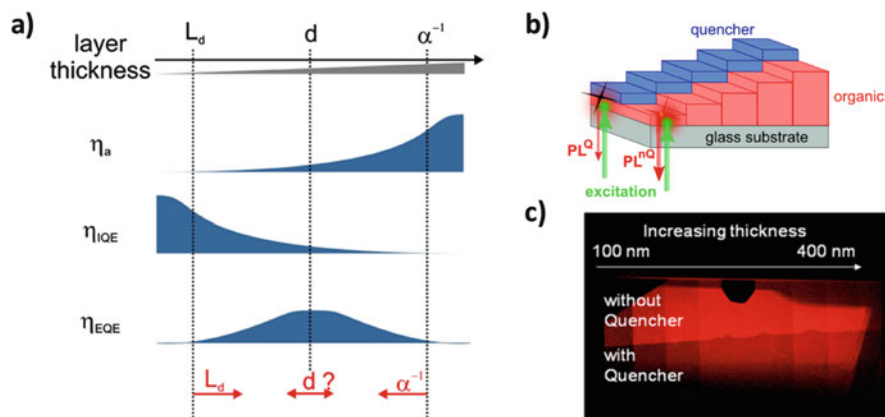 a)
layer
thickness
L_d
d
α⁻¹
η_a
η_IQE
η_EQE
L_d
d ?
α⁻¹
b)
quencher
organic
glass substrate
PL^Q
PL^nQ
excitation
c)
Increasing thickness
100 nm
400 nm
without
Quencher
with
Quencher